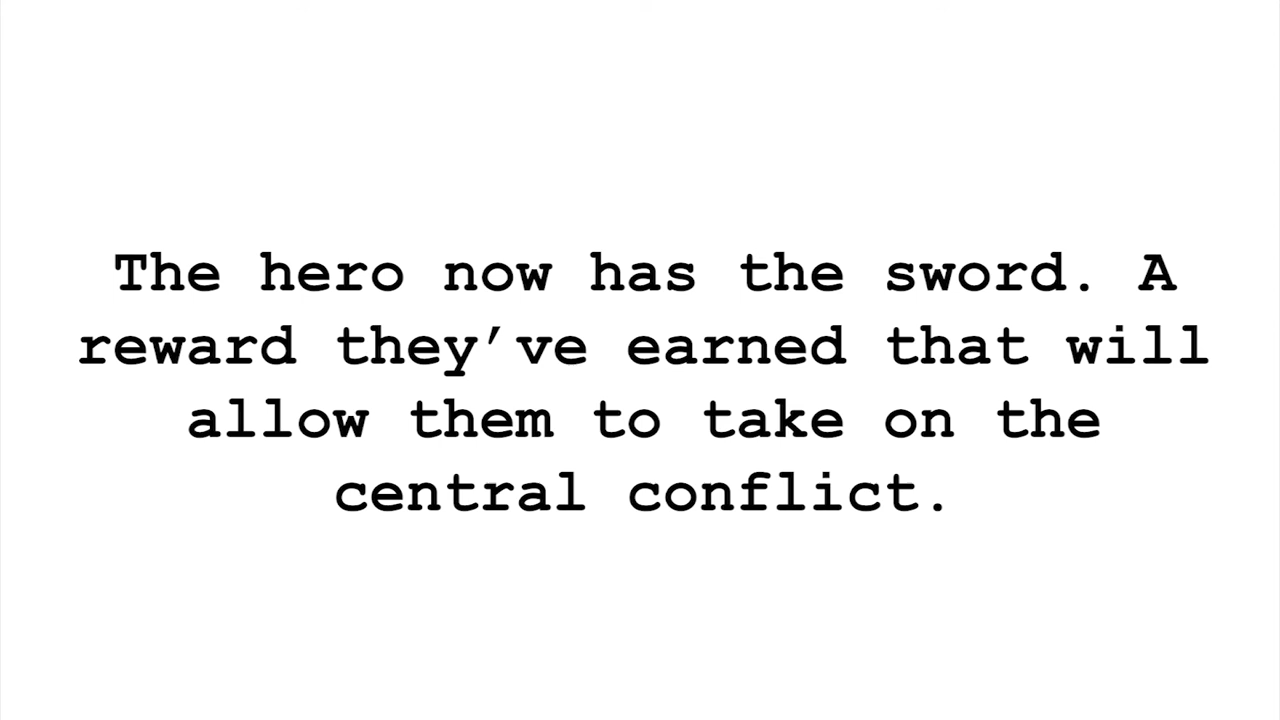 The hero now has the sword. A
reward they’ve earned that will
allow them to take on the
central conflict.